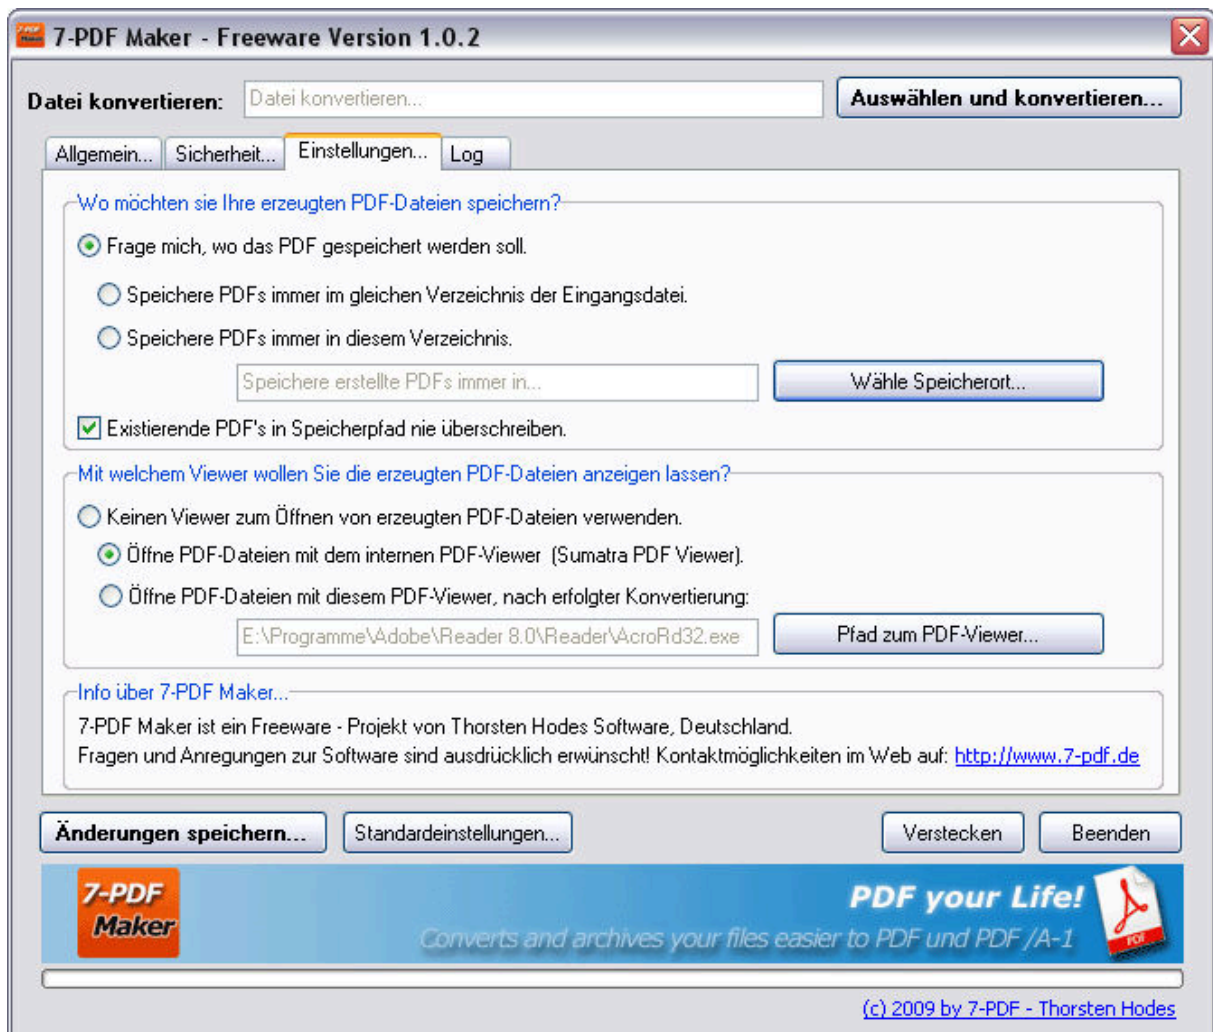 7-PDF Maker - Freeware Version 1.0.2
Datei konvertieren: Datei konvertieren... Auswählen und konvertieren...
Allgemein... Sicherheit... Einstellungen... Log
Wo möchten sie Ihre erzeugten PDF-Dateien speichern?
Frage mich, wo das PDF gespeichert werden soll.
Speichere PDFs immer im gleichen Verzeichnis der Eingangsdatei.
Speichere PDFs immer in diesem Verzeichnis.
Speichere erstellte PDFs immer in... Wähle Speicherort...
Existierende PDF's in Speicherpfad nie überschreiben.
Mit welchem Viewer wollen Sie die erzeugten PDF-Dateien anzeigen lassen?
Keinen Viewer zum Öffnen von erzeugten PDF-Dateien verwenden.
Öffne PDF-Dateien mit dem internen PDF-Viewer (Sumatra PDF Viewer).
Öffne PDF-Dateien mit diesem PDF-Viewer, nach erfolgter Konvertierung:
E:\Programme\Adobe\Reader 8.0\Reader\AcroRd32.exe Pfad zum PDF-Viewer...
Info über 7-PDF Maker...
7-PDF Maker ist ein Freeware - Projekt von Thorsten Hodes Software, Deutschland.
Fragen und Anregungen zur Software sind ausdrücklich erwünscht! Kontaktmöglichkeiten im Web auf: http://www.7-pdf.de
Änderungen speichern... Standardeinstellungen... Verstecken Beenden
7-PDF
Maker
PDF your Life!
Converts and archives your files easier to PDF und PDF/A-1
PDF
(c) 2009 by 7-PDF - Thorsten Hodes